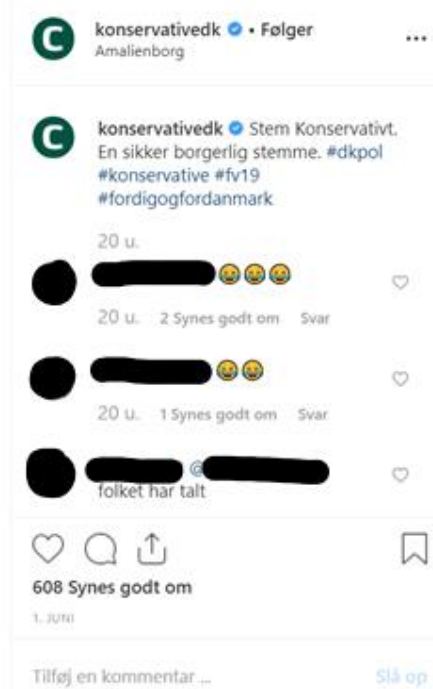 C
konservativedk • Følger
Amalienborg
C
konservativedk Stem Konservativt.
En sikker borgerlig stemme. #dkpol
#konservative #fv19
#fordigogfordanmark
20 u.
20 u. 2 Synes godt om Svar
20 u. 1 Synes godt om Svar
@
folket har talt
608 Synes godt om
1. JUNI
Tilføj en kommentar ... Slå op